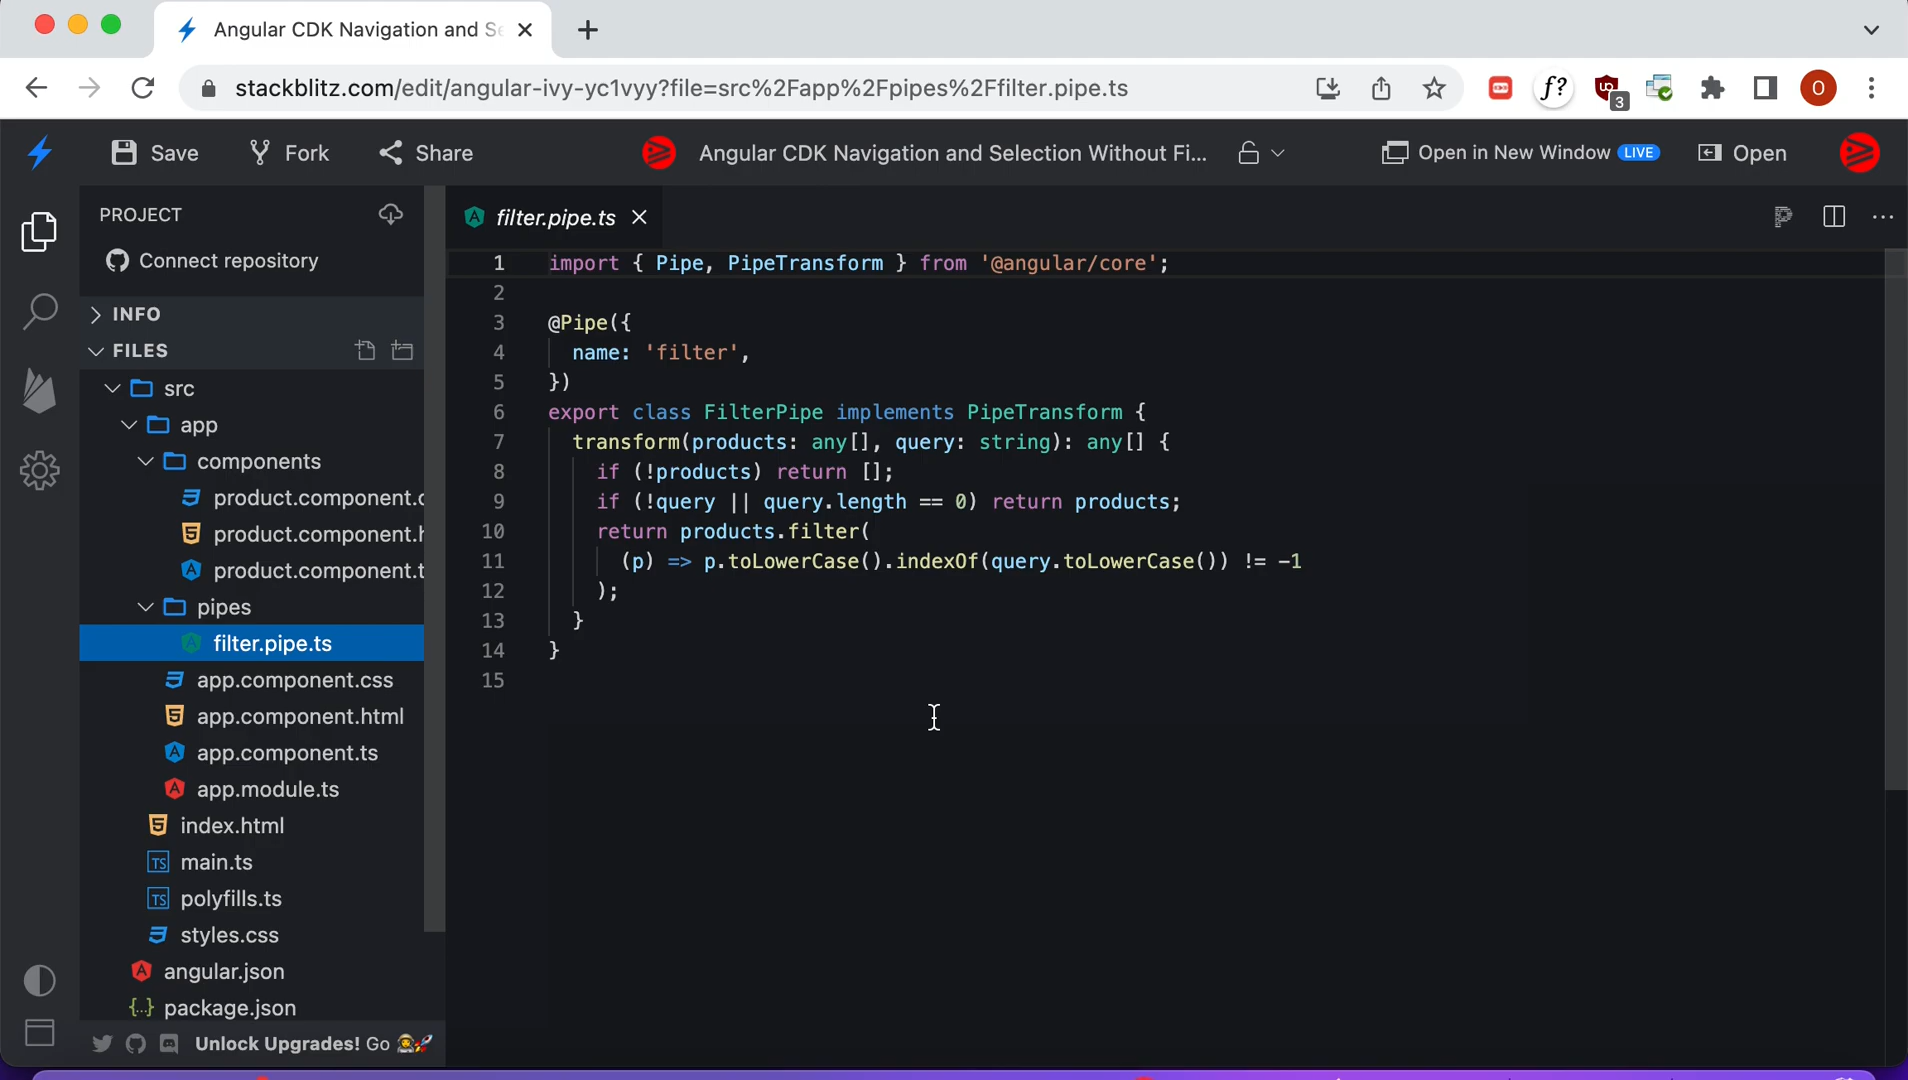 Angular CDK Navigation and Se
stackblitz.com/edit/angular-ivy-yc1vyy?file=src%2Fapp%2Fpipes%2Ffilter.pipe.ts
f?
3
O
Save
Fork
Share
Angular CDK Navigation and Selection Without Fi...
Open in New Window LIVE
Open
PROJECT
Connect repository
INFO
FILES
src
app
components
product.component.c
product.component.h
product.component.t
pipes
filter.pipe.ts
app.component.css
app.component.html
app.component.ts
app.module.ts
index.html
TS main.ts
TS polyfills.ts
styles.css
angular.json
{..} package.json
Unlock Upgrades! Go
filter.pipe.ts
1 import { Pipe, PipeTransform } from '@angular/core';
2
3 @Pipe({
4 name: 'filter',
5 })
6 export class FilterPipe implements PipeTransform {
7 transform(products: any[], query: string): any[] {
8 if (!products) return [];
9 if (!query || query.length == 0) return products;
10 return products.filter(
11 (p) => p.toLowerCase().indexOf(query.toLowerCase()) != -1
12 );
13 }
14 }
15